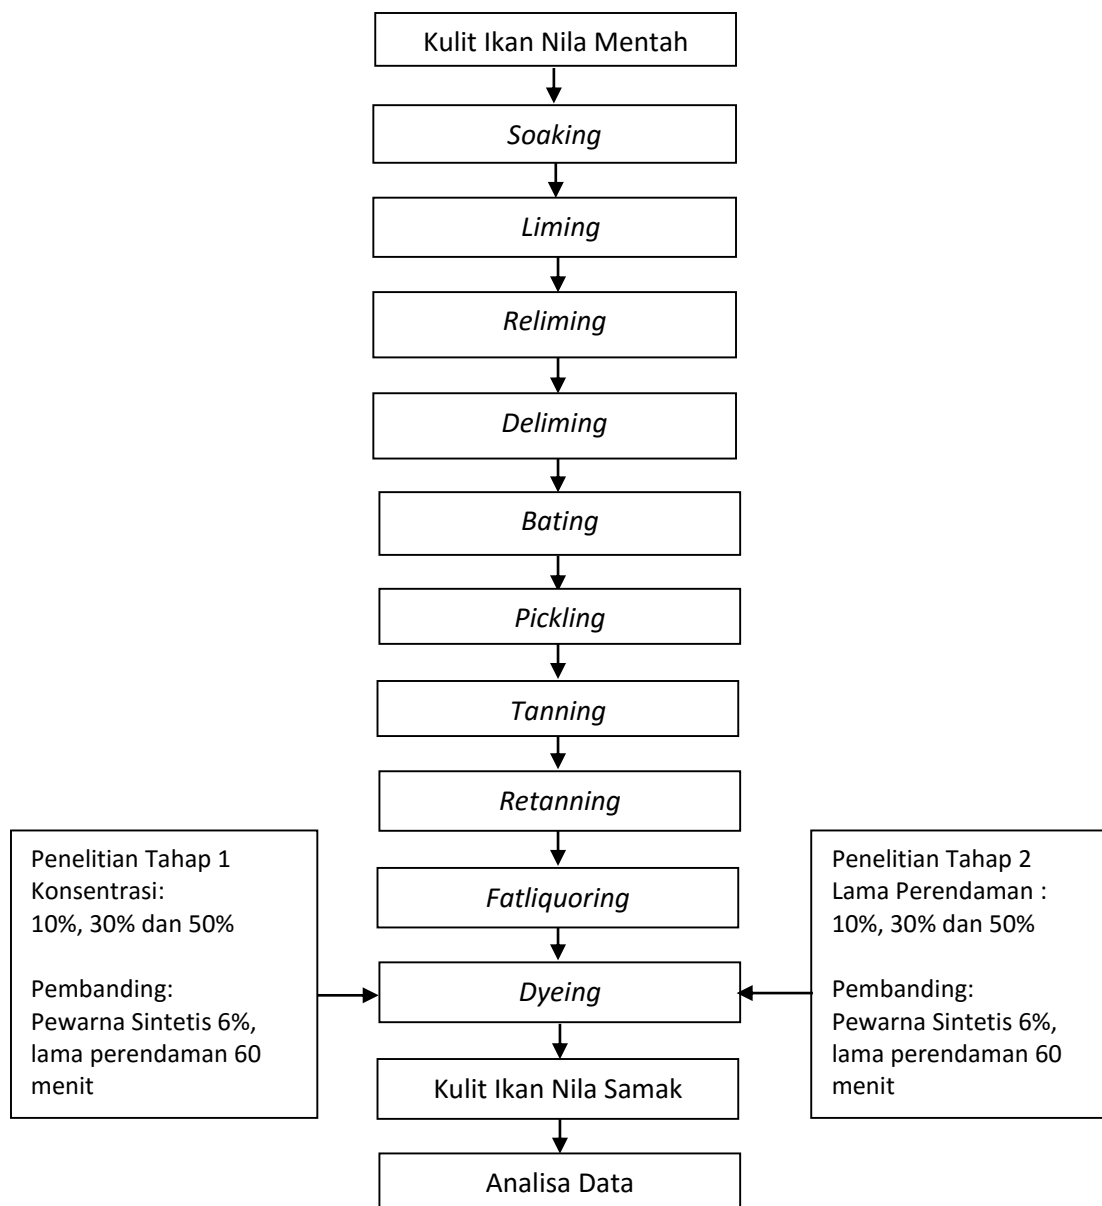 Kulit Ikan Nila Mentah
Soaking
Liming
Reliming
Deliming
Bating
Pickling
Tanning
Retanning
Fatliquoring
Dyeing
Kulit Ikan Nila Samak
Analisa Data
Penelitian Tahap 1
Konsentrasi:
10%, 30% dan 50%
Pembanding:
Pewarna Sintetis 6%,
lama perendaman 60
menit
Penelitian Tahap 2
Lama Perendaman :
10%, 30% dan 50%
Pembanding:
Pewarna Sintetis 6%,
lama perendaman 60
menit